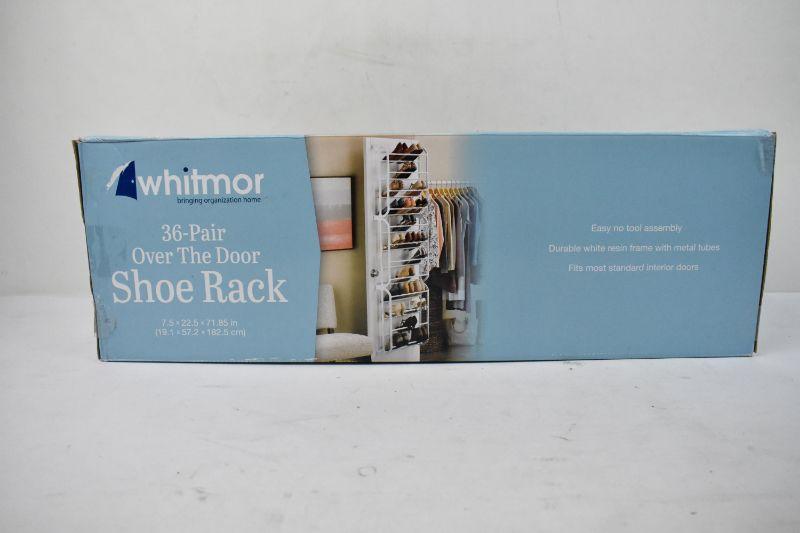 whitmor
bringing organization home
36-Pair
Over The Door
Shoe Rack
7.5 × 22.5 × 71.85 in
(19.1 × 57.2 × 182.5 cm)
Easy no tool assembly
Durable white resin frame with metal tubes
Fits most standard interior doors